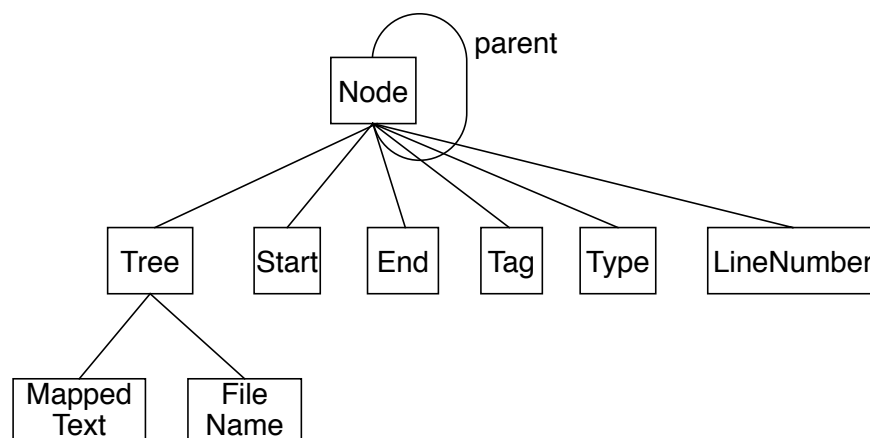 parent
Node
Tree
Start
End
Tag
Type
LineNumber
Mapped
Text
File
Name